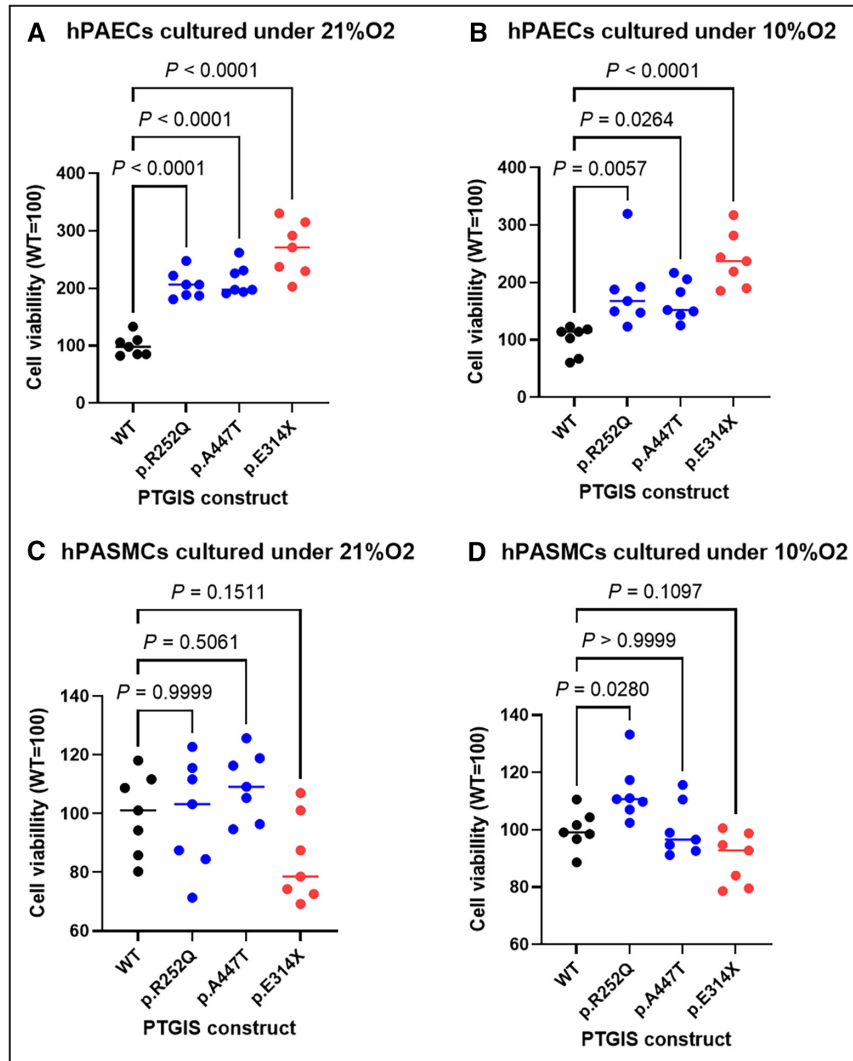 A hPAECs cultured under 21%O2
P < 0.0001
P < 0.0001
P < 0.0001
400
300
200
100
0
Cell viabillity (WT=100)
WT
p.R252Q
p.A447T
p.E314X
PTGIS construct
B hPAECs cultured under 10%O2
P < 0.0001
P = 0.0264
P = 0.0057
400
300
200
100
0
Cell viabillity (WT=100)
WT
p.R252Q
p.A447T
p.E314X
PTGIS construct
C hPASMCs cultured under 21%O2
P = 0.1511
P = 0.5061
P = 0.9999
140
120
100
80
60
Cell viabillity (WT=100)
WT
p.R252Q
p.A447T
p.E314X
PTGIS construct
D hPASMCs cultured under 10%O2
P = 0.1097
P > 0.9999
P = 0.0280
140
120
100
80
60
Cell viabillity (WT=100)
WT
p.R252Q
p.A447T
p.E314X
PTGIS construct